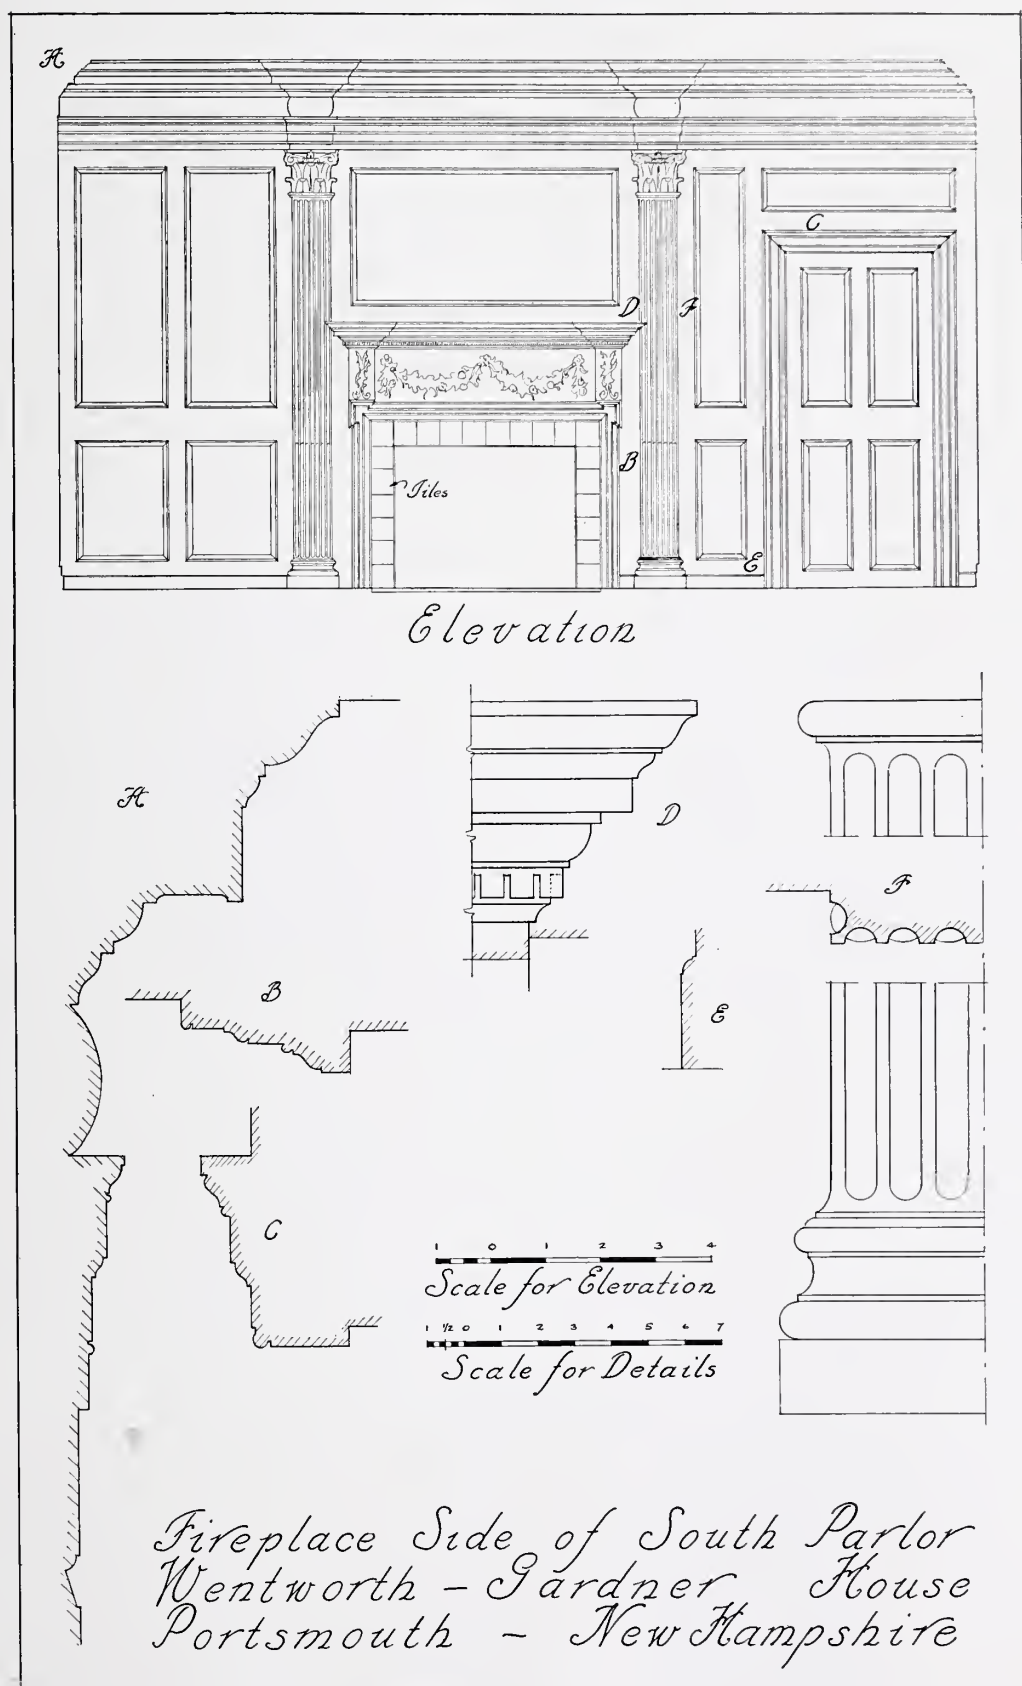 A
C
D
F
B
Tiles
E
Elevation
A
D
F
B
E
C
1 0 1 2 3 4
Scale for Elevation
1 1/2 0 1 2 3 4 5 6 7
Scale for Details
Fireplace Side of South Parlor
Wentworth - Gardner House
Portsmouth - New Hampshire